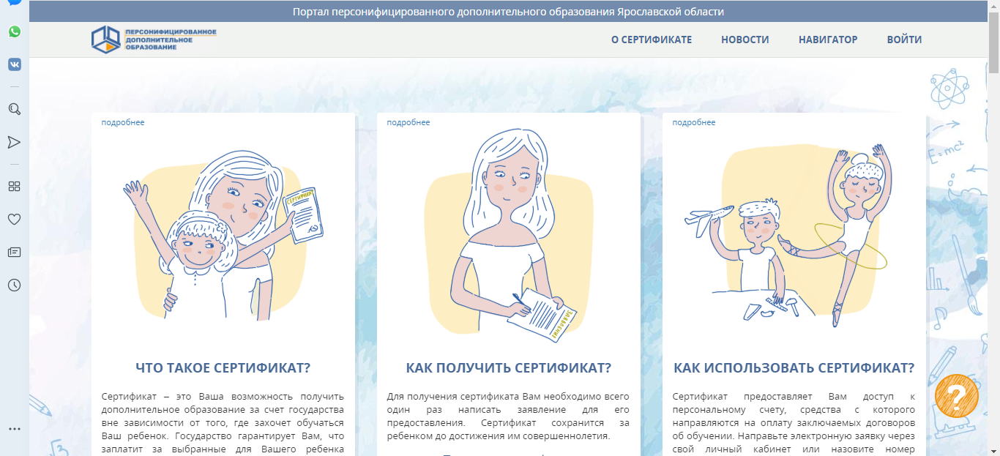 Портал персонифицированного дополнительного образования Ярославской области
ПЕРСОНИФИЦИРОВАННОЕ
ДОПОЛНИТЕЛЬНОЕ
ОБРАЗОВАНИЕ
О СЕРТИФИКАТЕ НОВОСТИ НАВИГАТОР ВОЙТИ
подробнее
СЕРТИФИКАТ
ЧТО ТАКОЕ СЕРТИФИКАТ?
Сертификат – это Ваша возможность получить
дополнительное образование за счет государства
вне зависимости от того, где захочет обучаться
Ваш ребенок. Государство гарантирует Вам, что
заплатит за выбранные для Вашего ребенка
подробнее
ЗАЯВЛЕНИЕ
КАК ПОЛУЧИТЬ СЕРТИФИКАТ?
Для получения сертификата Вам необходимо всего
один раз написать заявление для его
предоставления. Сертификат сохранится за
ребенком до достижения им совершеннолетия.
подробнее
КАК ИСПОЛЬЗОВАТЬ СЕРТИФИКАТ?
Сертификат предоставляет Вам доступ к
персональному счету, средства с которого
направляются на оплату заключаемых договоров
об обучении. Направьте электронную заявку через
свой личный кабинет или назовите номер
E=mc²
?
√3